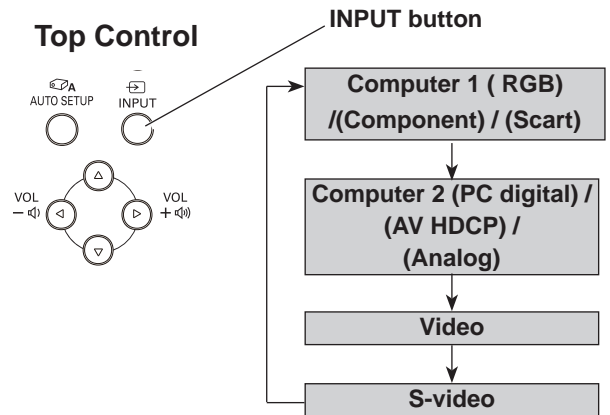 INPUT button
Top Control
A
AUTO SETUP
INPUT
VOL
−
VOL
+
Computer 1 ( RGB)
/(Component) / (Scart)
Computer 2 (PC digital) /
(AV HDCP) /
(Analog)
Video
S-video